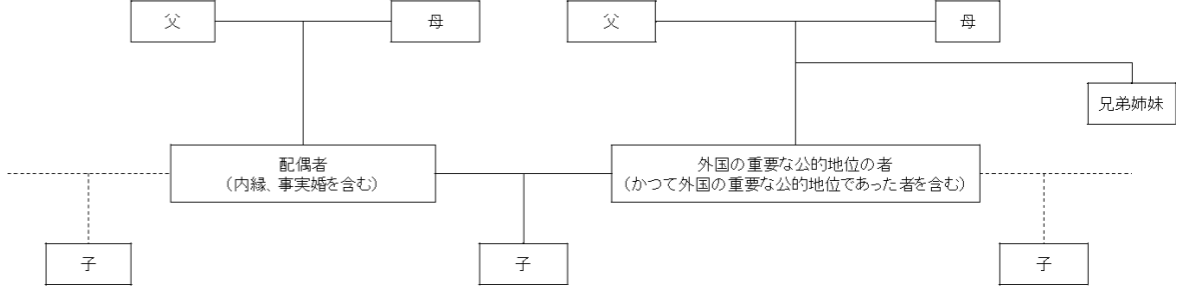 父
母
父
母
兄弟姉妹
配偶者
（内縁、事実婚を含む）
外国の重要な公的地位の者
（かつて外国の重要な公的地位であった者を含む）
子
子
子